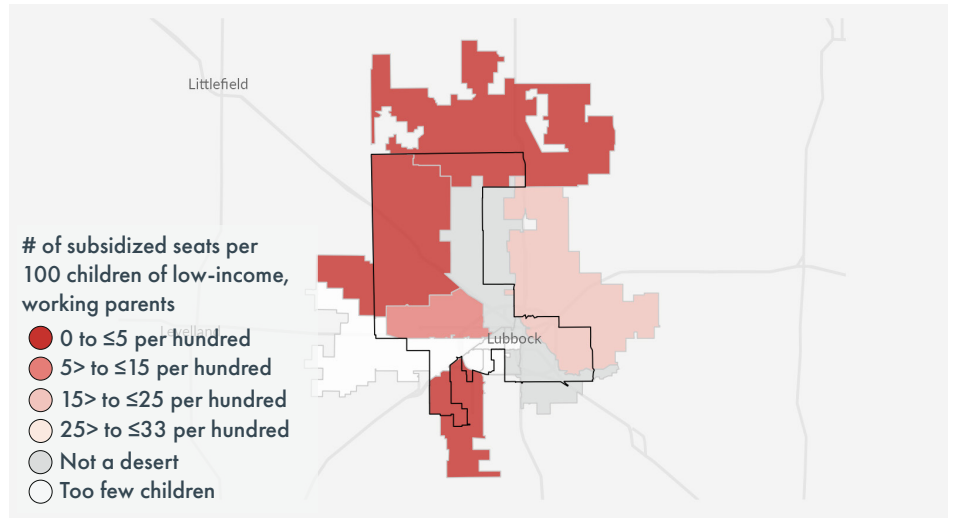 Littlefield
# of subsidized seats per
100 children of low-income,
working parents
Levelland
0 to ≤5 per hundred
Lubbock
5> to ≤15 per hundred
15> to ≤25 per hundred
25> to ≤33 per hundred
Not a desert
Too few children